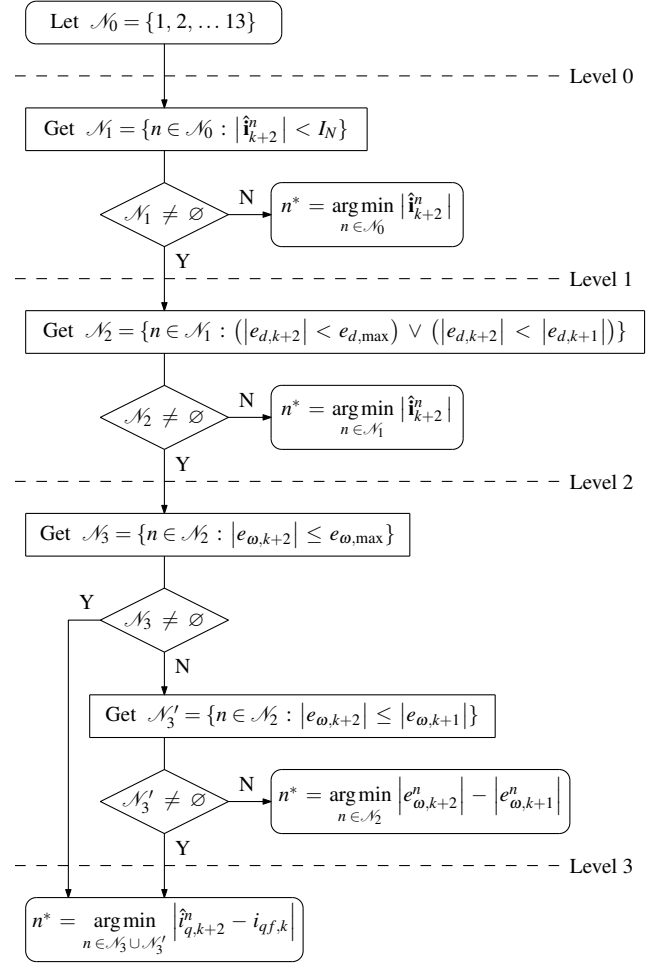 Let 𝒩₀ = {1, 2, … 13}
Level 0
Get 𝒩₁ = {n ∈ 𝒩₀ : |î^n_{k+2}| < I_N}
𝒩₁ ≠ ∅
N
n* = arg min_{n ∈ 𝒩₀} |î^n_{k+2}|
Y
Level 1
Get 𝒩₂ = {n ∈ 𝒩₁ : (|e_{d,k+2}| < e_{d,max}) ∨ (|e_{d,k+2}| < |e_{d,k+1}|)}
𝒩₂ ≠ ∅
N
n* = arg min_{n ∈ 𝒩₁} |î^n_{k+2}|
Y
Level 2
Get 𝒩₃ = {n ∈ 𝒩₂ : |e_{ω,k+2}| ≤ e_{ω,max}}
Y
𝒩₃ ≠ ∅
N
Get 𝒩₃′ = {n ∈ 𝒩₂ : |e_{ω,k+2}| ≤ |e_{ω,k+1}|}
𝒩₃′ ≠ ∅
N
n* = arg min_{n ∈ 𝒩₂} |e^n_{ω,k+2}| − |e^n_{ω,k+1}|
Y
Level 3
n* = arg min_{n ∈ 𝒩₃ ∪ 𝒩₃′} |î^n_{q,k+2} − i_{qf,k}|